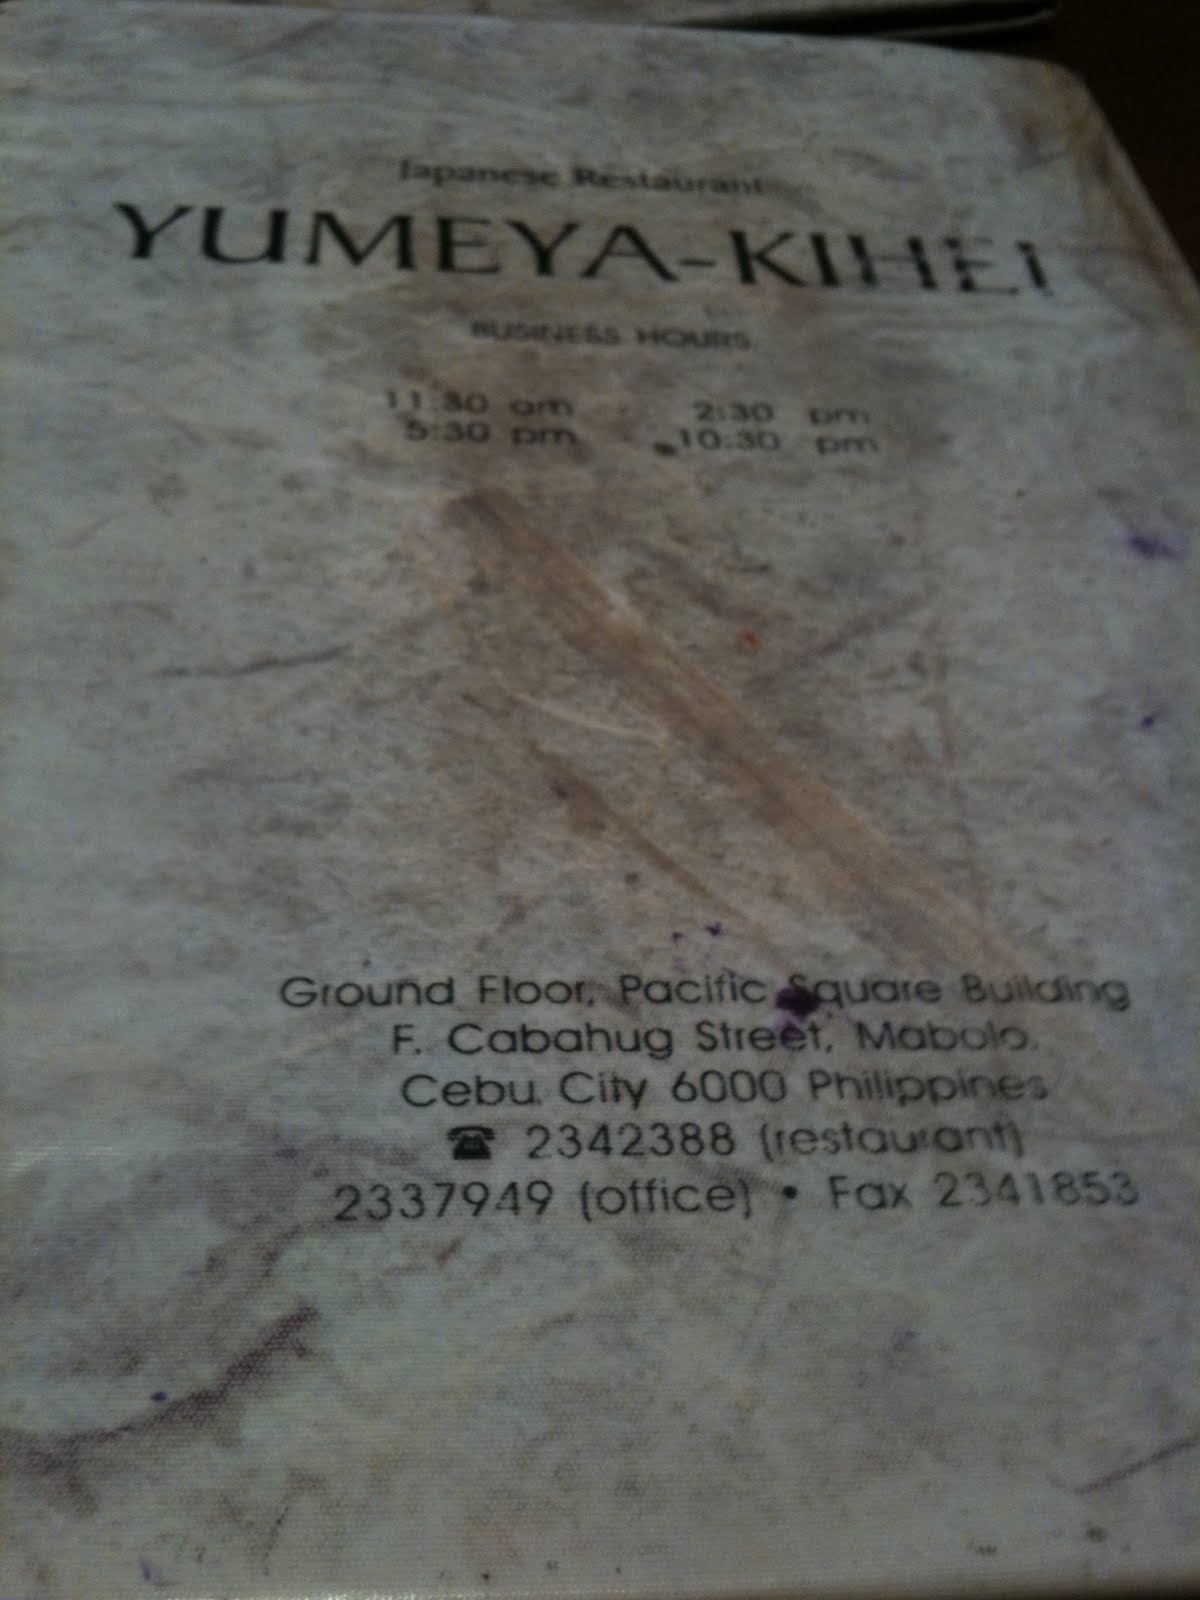 Japanese Restaurant
YUMEYA-KIHEI
BUSINESS HOURS
11:30 am 2:30 pm
5:30 pm 10:30 pm
Ground Floor, Pacific Square Building
F. Cabahug Street, Mabolo,
Cebu City 6000 Philippines
☎ 2342388 (restaurant)
2337949 (office) • Fax 2341853